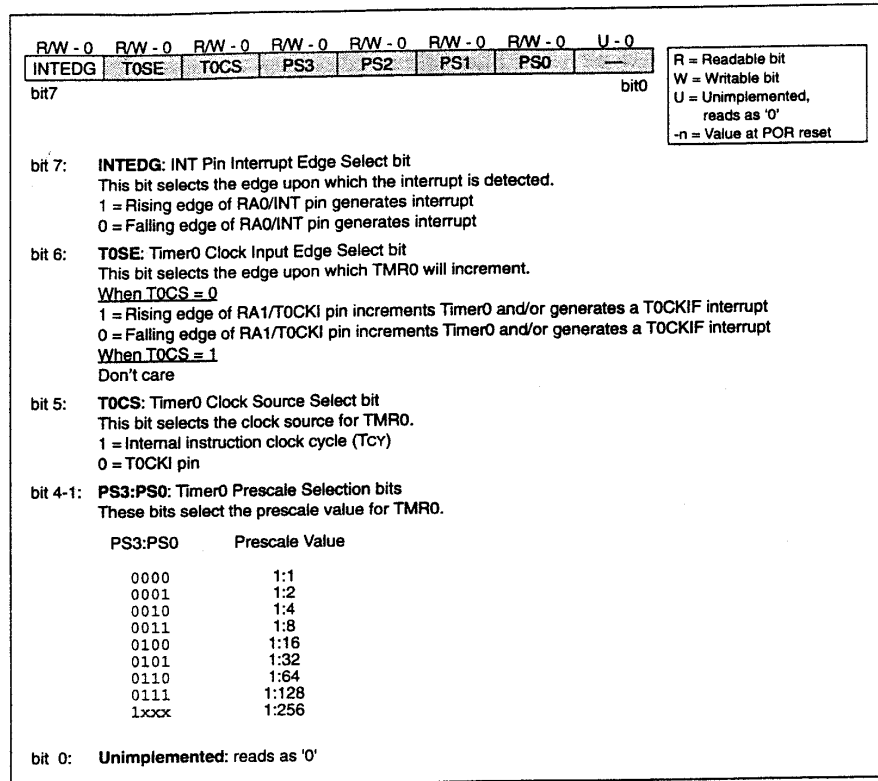 R/W - 0 R/W - 0 R/W - 0 R/W - 0 R/W - 0 R/W - 0 R/W - 0 U - 0
INTEDG T0SE T0CS PS3 PS2 PS1 PS0 —
bit7 bit0
R = Readable bit
W = Writable bit
U = Unimplemented,
reads as '0'
-n = Value at POR reset
bit 7: INTEDG: INT Pin Interrupt Edge Select bit
This bit selects the edge upon which the interrupt is detected.
1 = Rising edge of RA0/INT pin generates interrupt
0 = Falling edge of RA0/INT pin generates interrupt
bit 6: T0SE: Timer0 Clock Input Edge Select bit
This bit selects the edge upon which TMR0 will increment.
When T0CS = 0
1 = Rising edge of RA1/T0CKI pin increments Timer0 and/or generates a T0CKIF interrupt
0 = Falling edge of RA1/T0CKI pin increments Timer0 and/or generates a T0CKIF interrupt
When T0CS = 1
Don't care
bit 5: T0CS: Timer0 Clock Source Select bit
This bit selects the clock source for TMR0.
1 = Internal instruction clock cycle (TCY)
0 = T0CKI pin
bit 4-1: PS3:PS0: Timer0 Prescale Selection bits
These bits select the prescale value for TMR0.
PS3:PS0 Prescale Value
0000 1:1
0001 1:2
0010 1:4
0011 1:8
0100 1:16
0101 1:32
0110 1:64
0111 1:128
1xxx 1:256
bit 0: Unimplemented: reads as '0'